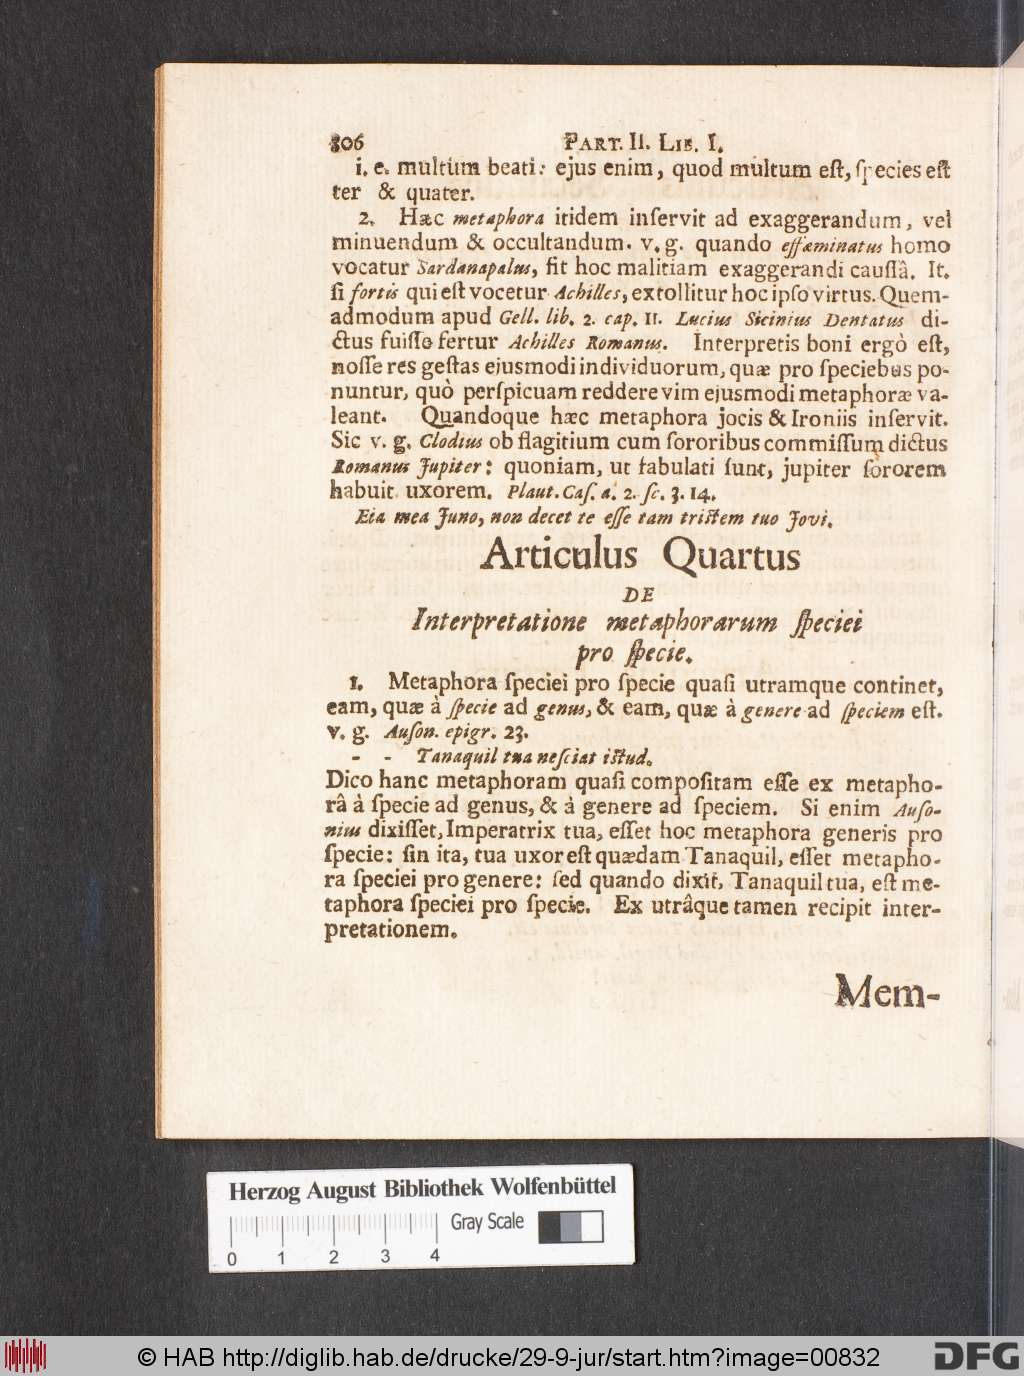 806 PART. II. LIB. I.
i. e. multùm beati: ejus enim, quod multum eſt, ſpecies eſt
ter & quater.
2. Hæc metaphora itidem inſervit ad exaggerandum, vel
minuendum & occultandum. v. g. quando effæminatus homo
vocatur Sardanapalus, fit hoc malitiam exaggerandi cauſſâ. It.
ſi fortis qui eſt vocetur Achilles, extollitur hoc ipſo virtus. Quem-
admodum apud Gell. lib. 2. cap. 11. Lucius Sicinius Dentatus di-
ctus fuiſſe fertur Achilles Romanus. Interpretis boni ergò eſt,
noſſe res geſtas ejusmodi individuorum, quæ pro ſpeciebus po-
nuntur, quò perſpicuam reddere vim ejusmodi metaphoræ va-
leant. Quandoque hæc metaphora jocis & Ironiis inſervit.
Sic v. g. Clodius ob flagitium cum ſororibus commiſſum dictus
Romanus Jupiter: quoniam, ut fabulati ſunt, jupiter ſororem
habuit uxorem. Plaut. Caſ. a. 2. ſc. 3. 14.
Eia mea Juno, non decet te eſſe tam triſtem tuo Jovi.
Articulus Quartus
DE
Interpretatione metaphorarum ſpeciei
pro ſpecie.
1. Metaphora ſpeciei pro ſpecie quaſi utramque continet,
eam, quæ à ſpecie ad genus, & eam, quæ à genere ad ſpeciem eſt.
v. g. Auſon. epigr. 23.
- - Tanaquil tua neſciat iſtud.
Dico hanc metaphoram quaſi compoſitam eſſe ex metapho-
râ à ſpecie ad genus, & à genere ad ſpeciem. Si enim Auſo-
nius dixiſſet, Imperatrix tua, eſſet hoc metaphora generis pro
ſpecie: ſin ita, tua uxor eſt quædam Tanaquil, eſſet metapho-
ra ſpeciei pro genere: ſed quando dixit, Tanaquil tua, eſt me-
taphora ſpeciei pro ſpecie. Ex utrâque tamen recipit inter-
pretationem.
Mem-
Herzog August Bibliothek Wolfenbüttel
Gray Scale
0 1 2 3 4
© HAB http://diglib.hab.de/drucke/29-9-jur/start.htm?image=00832
DFG